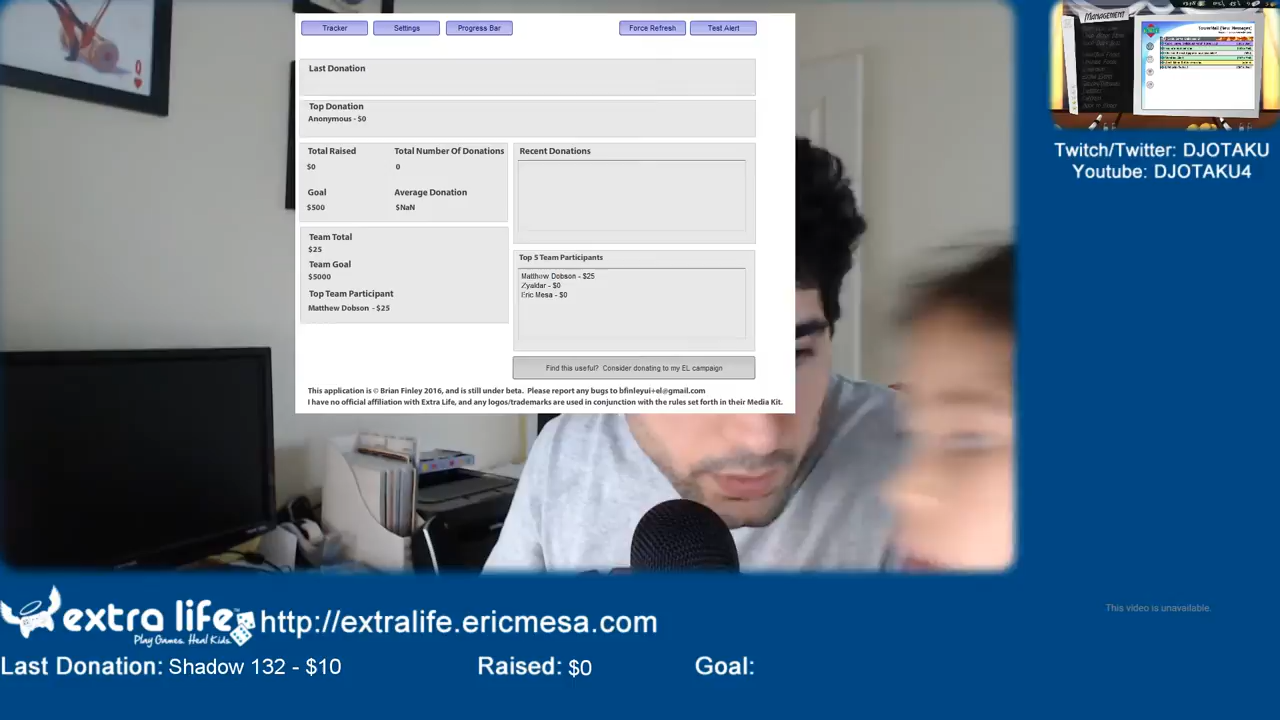 Tracker
Settings
Progress Bar
Force Refresh
Test Alert
Last Donation
Top Donation
Anonymous - 50
Total Raised
Total Number Of Donations
$0
0
Goal
Average Donation
$500
$NaN
Recent Donations
Team Total
$25
Team Goal
$5000
Top Team Participant
Matthew Dobson - $25
Top 5 Team Participants
Matthow Dobson - $25
Zyaldar - $0
Eric Mesa - $0
Find this useful? Consider donating to my EL campaign
This application is © Brian Finley 2016, and is still under beta. Please report any bugs to bfinleyui+el@gmail.com
I have no official affiliation with Extra Life, and any logos/trademarks are used in conjunction with the rules set forth in their Media Kit.
Management
Twitch/Twitter: DJOTAKU
Youtube: DJOTAKU4
This video is unavailable.
extra life
Play Games. Heal Kids.
http://extralife.ericmesa.com
Last Donation: Shadow 132 - $10
Raised: $0
Goal: